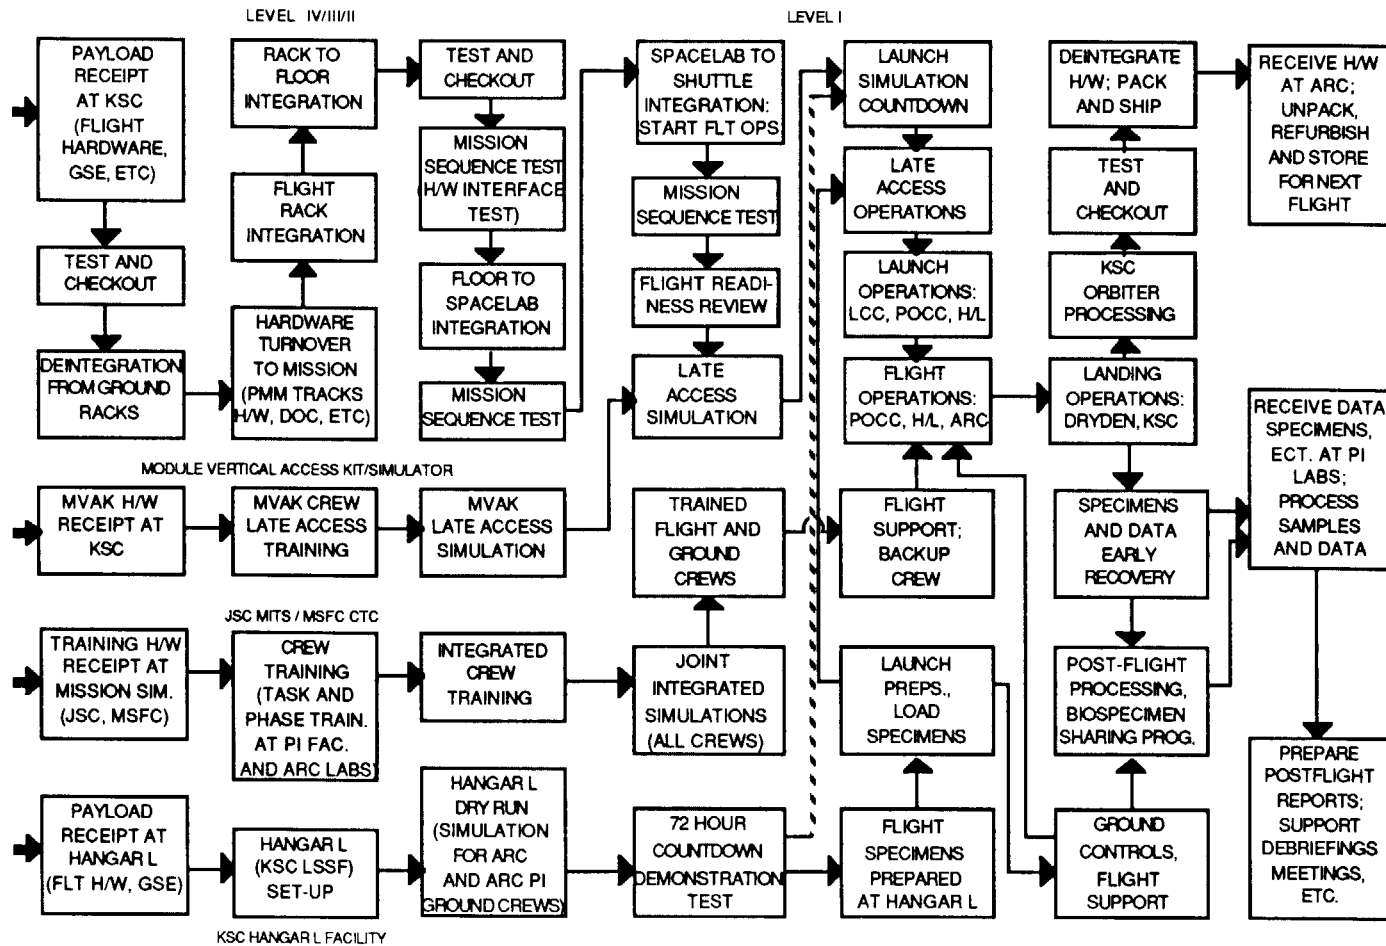 LEVEL IV/III/II
LEVEL I
PAYLOAD
RECEIPT
AT KSC
(FLIGHT
HARDWARE,
GSE, ETC)
TEST AND
CHECKOUT
DEINTEGRATION
FROM GROUND
RACKS
RACK TO
FLOOR
INTEGRATION
FLIGHT
RACK
INTEGRATION
HARDWARE
TURNOVER
TO MISSION
(PMM TRACKS
H/W, DOC, ETC)
TEST AND
CHECKOUT
MISSION
SEQUENCE TEST
(H/W INTERFACE
TEST)
FLOOR TO
SPACELAB
INTEGRATION
MISSION
SEQUENCE TEST
SPACELAB TO
SHUTTLE
INTEGRATION:
START FLT OPS
MISSION
SEQUENCE TEST
FLIGHT READI-
NESS REVIEW
LATE
ACCESS
SIMULATION
LAUNCH
SIMULATION
COUNTDOWN
LATE
ACCESS
OPERATIONS
LAUNCH
OPERATIONS:
LCC, POCC, H/L
FLIGHT
OPERATIONS:
POCC, H/L, ARC
DEINTEGRATE
H/W; PACK
AND SHIP
TEST
AND
CHECKOUT
KSC
ORBITER
PROCESSING
LANDING
OPERATIONS:
DRYDEN, KSC
RECEIVE H/W
AT ARC;
UNPACK,
REFURBISH
AND STORE
FOR NEXT
FLIGHT
MODULE VERTICAL ACCESS KIT/SIMULATOR
MVAK H/W
RECEIPT AT
KSC
MVAK CREW
LATE ACCESS
TRAINING
MVAK
LATE ACCESS
SIMULATION
TRAINED
FLIGHT AND
GROUND
CREWS
FLIGHT
SUPPORT;
BACKUP
CREW
SPECIMENS
AND DATA
EARLY
RECOVERY
RECEIVE DATA
SPECIMENS,
ECT. AT PI
LABS;
PROCESS
SAMPLES
AND DATA
JSC MITS / MSFC CTC
TRAINING H/W
RECEIPT AT
MISSION SIM.
(JSC, MSFC)
CREW
TRAINING
(TASK AND
PHASE TRAIN.
AT PI FAC.
AND ARC LABS)
INTEGRATED
CREW
TRAINING
JOINT
INTEGRATED
SIMULATIONS
(ALL CREWS)
LAUNCH
PREPS.,
LOAD
SPECIMENS
POST-FLIGHT
PROCESSING,
BIOSPECIMEN
SHARING PROG.
PAYLOAD
RECEIPT AT
HANGAR L
(FLT H/W, GSE)
HANGAR L
(KSC LSSF)
SET-UP
HANGAR L
DRY RUN
(SIMULATION
FOR ARC
AND ARC PI
GROUND CREWS)
72 HOUR
COUNTDOWN
DEMONSTRATION
TEST
FLIGHT
SPECIMENS
PREPARED
AT HANGAR L
GROUND
CONTROLS,
FLIGHT
SUPPORT
PREPARE
POSTFLIGHT
REPORTS;
SUPPORT
DEBRIEFINGS
MEETINGS,
ETC.
KSC HANGAR L FACILITY